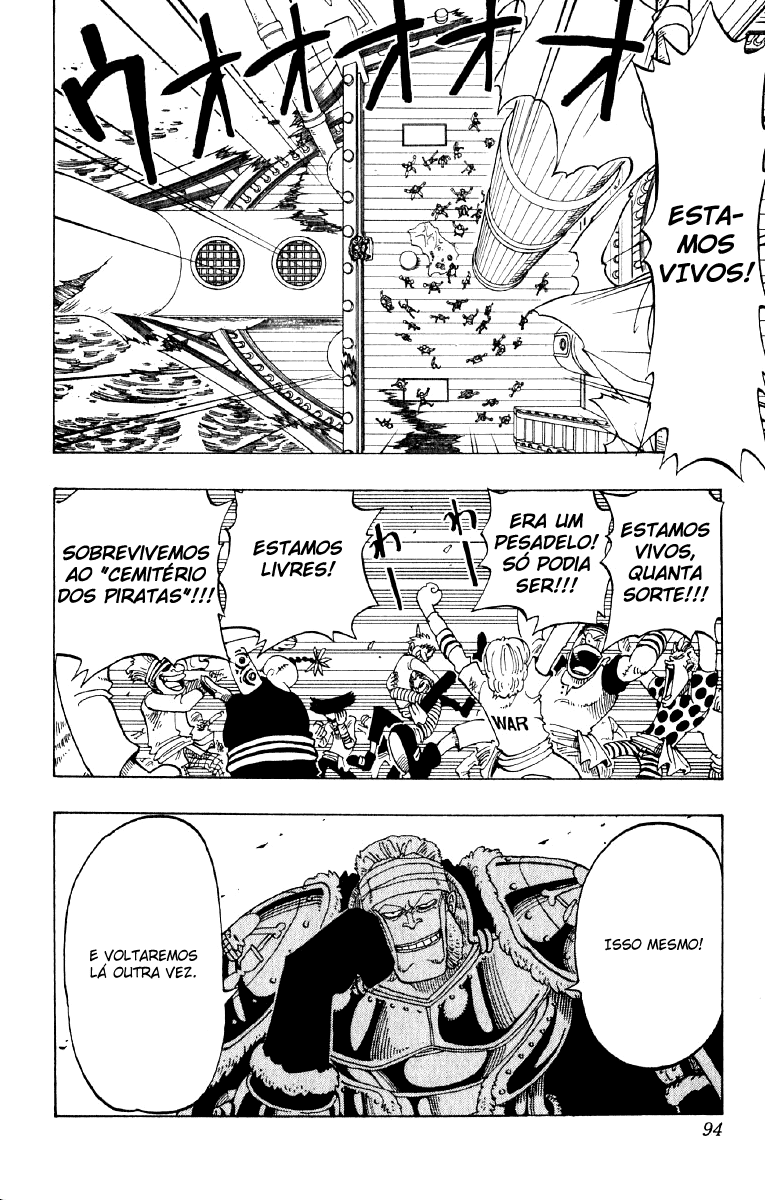 ウオオオオオ
ESTA-
MOS
VIVOS!
ESTAMOS
VIVOS,
QUANTA
SORTE!!!
ERA UM
PESADELO!
SÓ PODIA
SER!!!
わー
わー
ESTAMOS
LIVRES!
SOBREVIVEMOS
AO "CEMITÉRIO
DOS PIRATAS"!!!
WAR
ISSO MESMO!
E VOLTAREMOS
LÁ OUTRA VEZ.
94